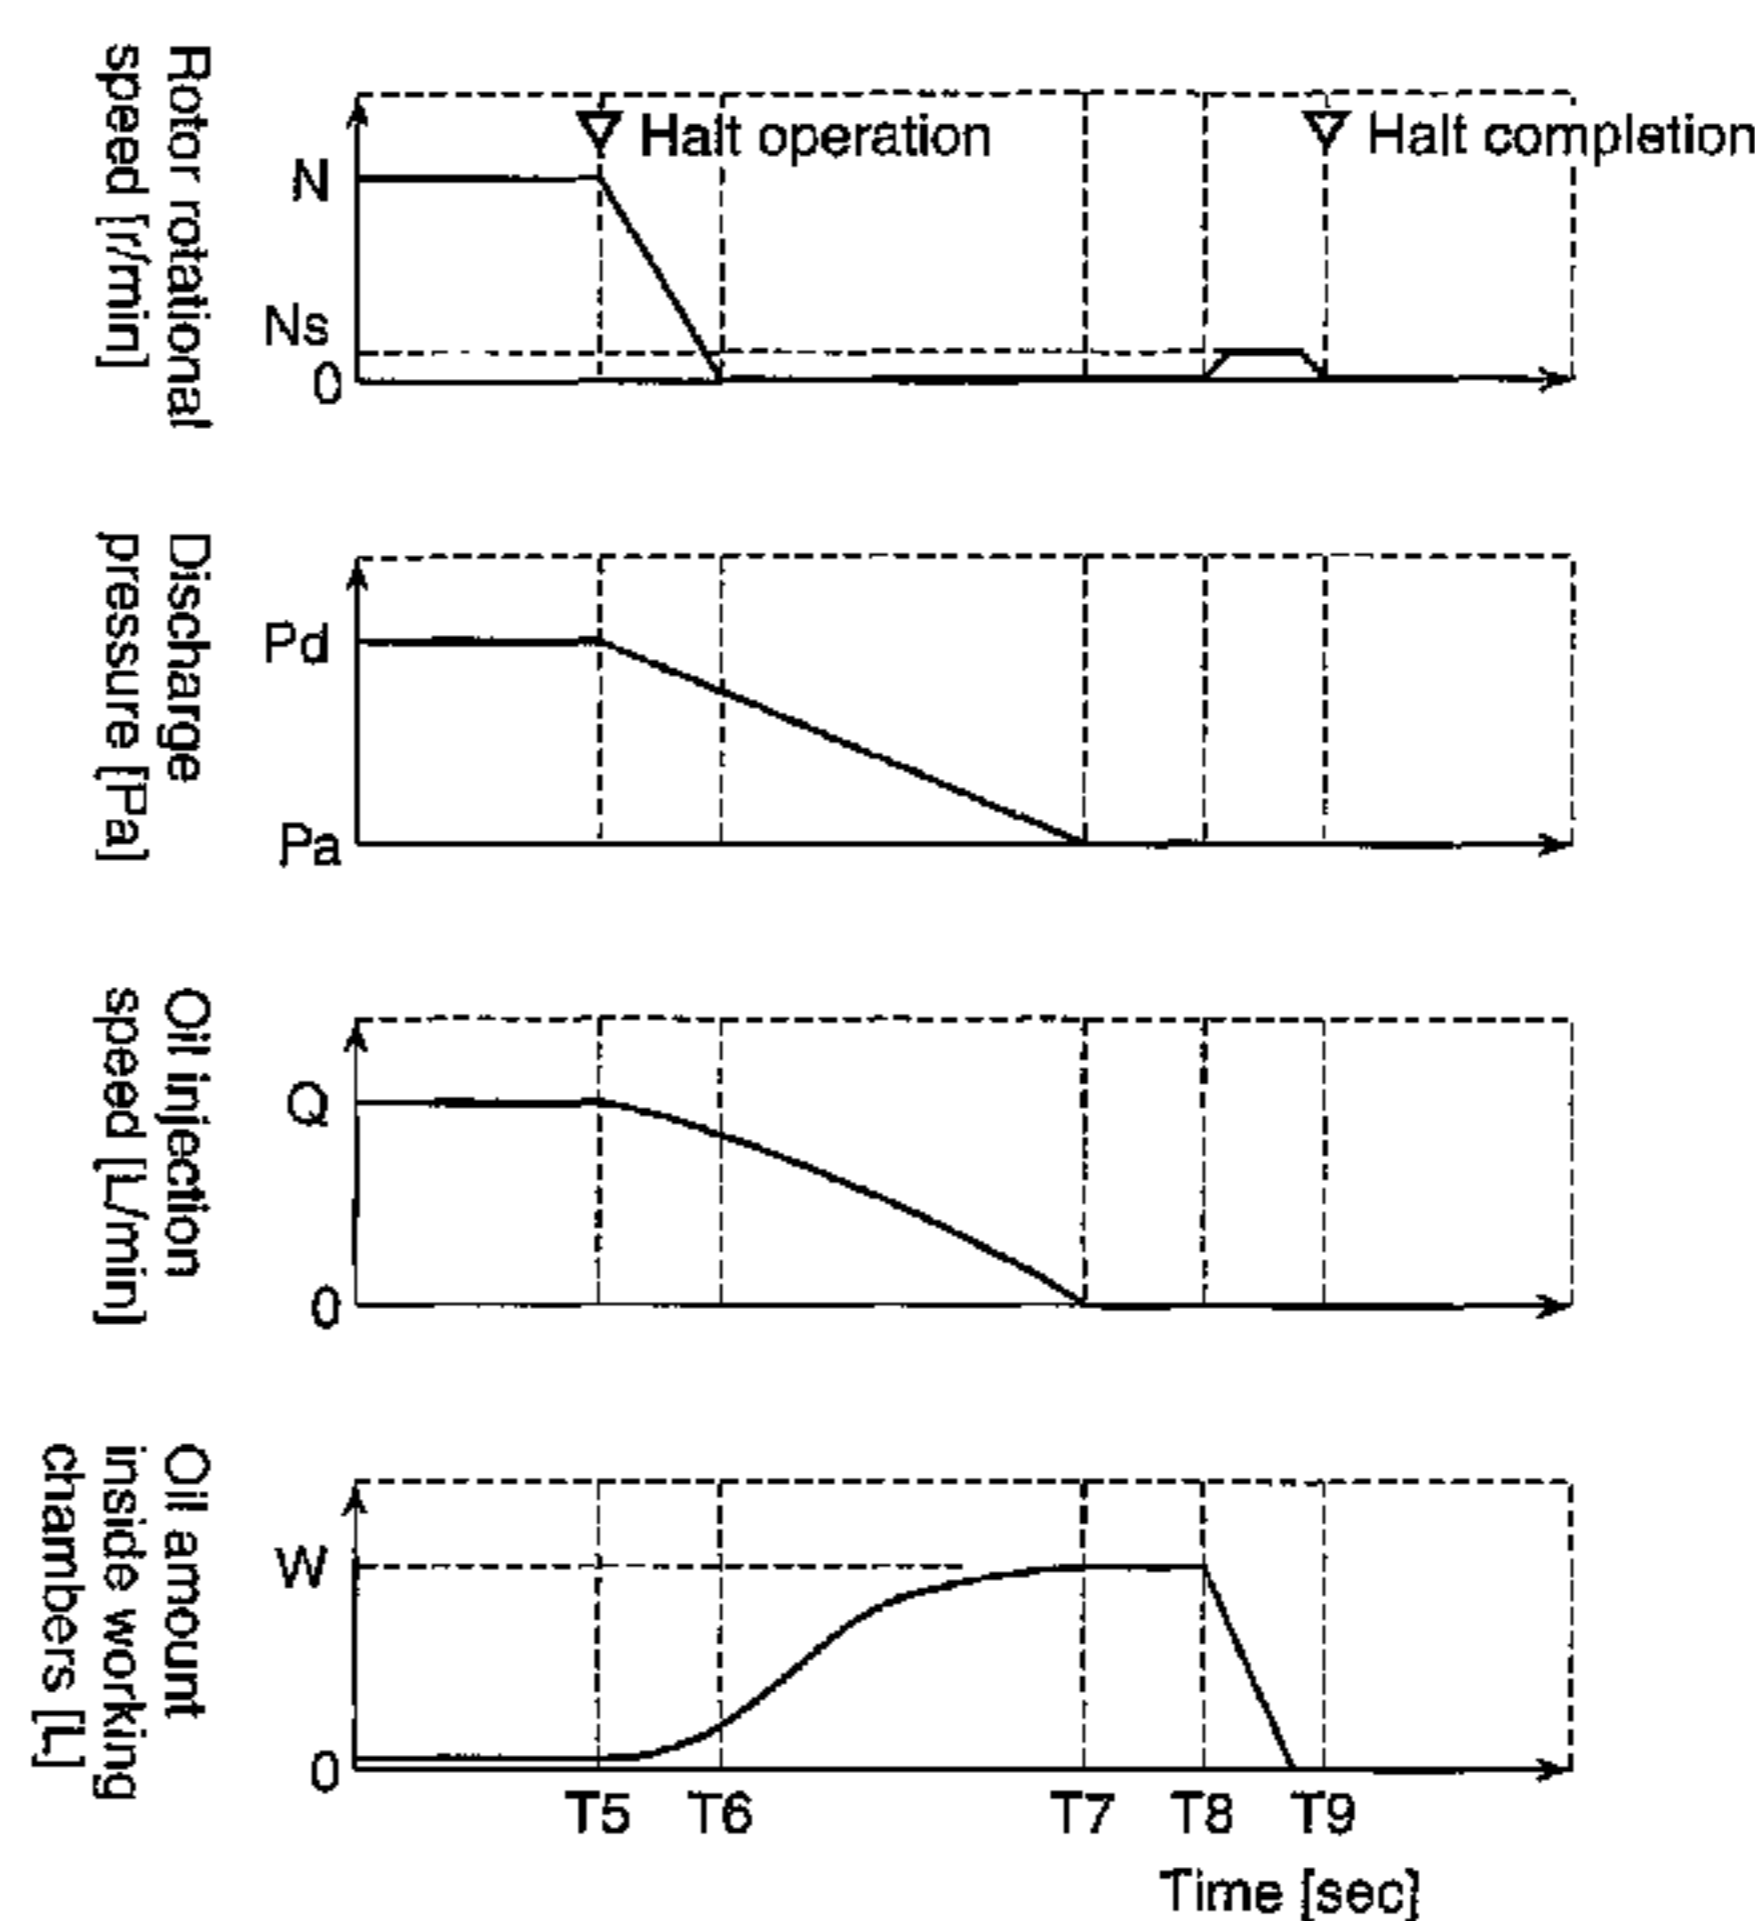 Rotor rotational
speed [r/min]
N
Ns
0
Halt operation
Halt completion
Discharge
pressure [Pa]
Pd
Pa
Oil injection
speed [L/min]
Q
0
Oil amount
inside working
chambers [L]
W
0
T5 T6 T7 T8 T9
Time [sec]